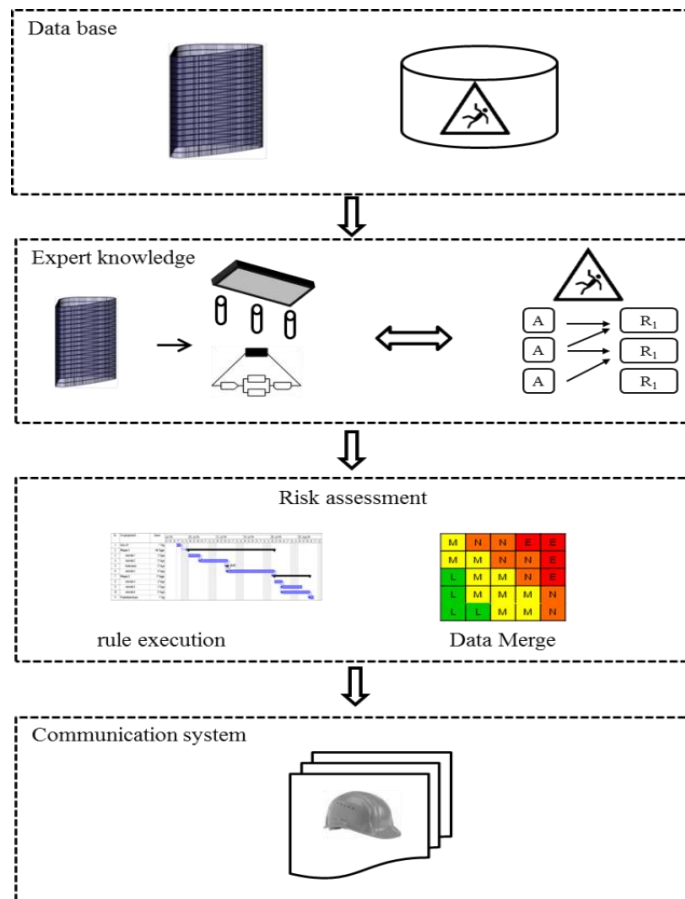 Data base
Expert knowledge
A
R₁
A
R₁
A
R₁
Risk assessment
M N N E E
M M N N E
L M M N E
L M M M N
L L M M N
rule execution
Data Merge
Communication system